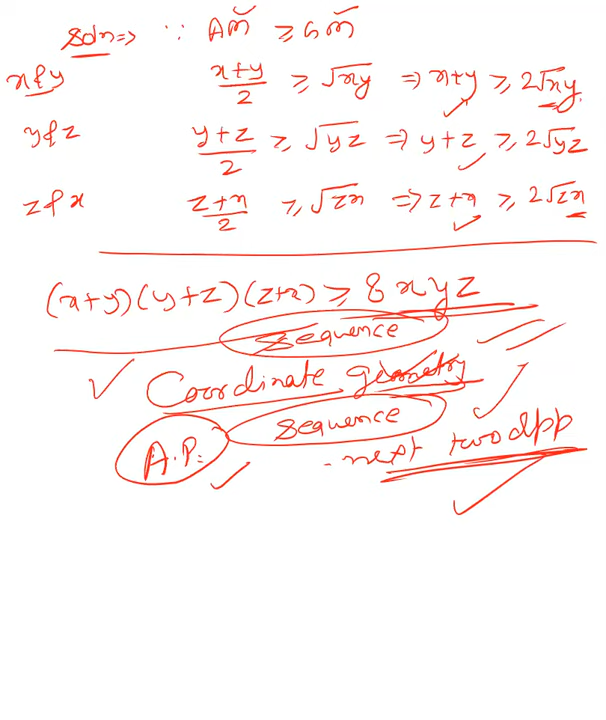 Soln => ∵ AM ≥ GM
x & y x+y/2 ≥ √xy => x+y ≥ 2√xy.
y & z y+z/2 ≥ √yz => y+z ≥ 2√yz
z & x z+x/2 ≥ √zx => z+x ≥ 2√zx
(x+y)(y+z)(z+x) ≥ 8xyz
Sequence
Coordinate geometry
Sequence
A.P.
next two dpp